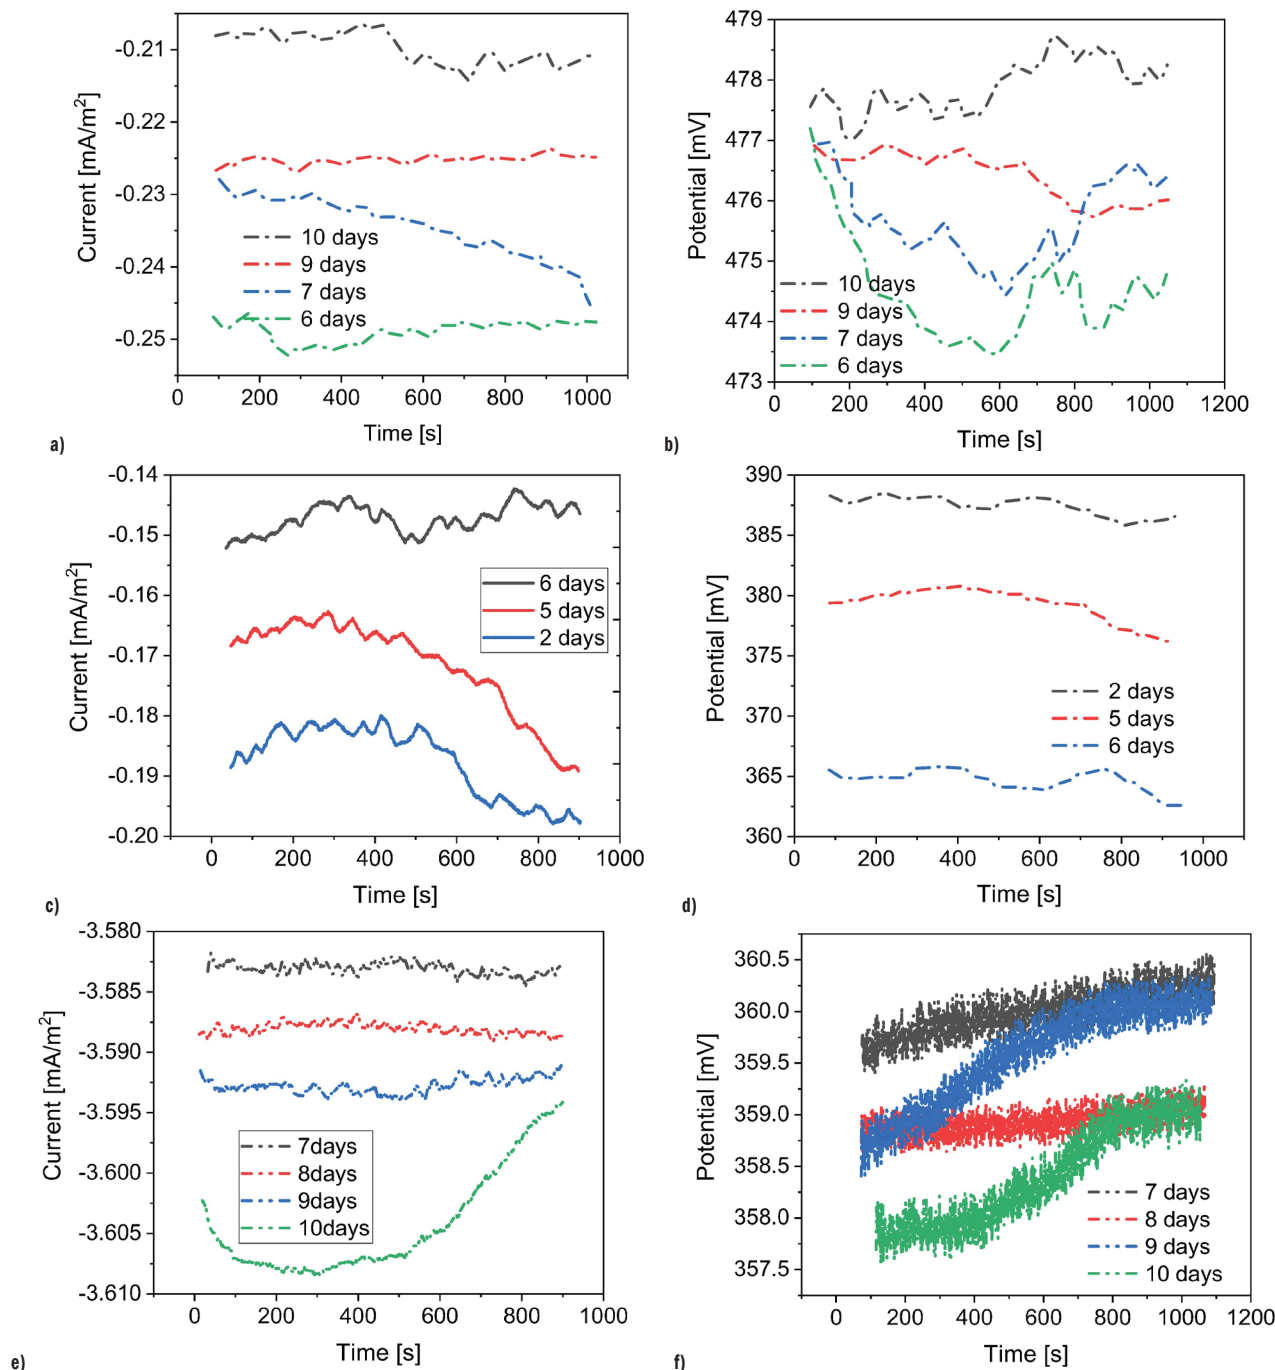 -0.21
-0.22
-0.23
-0.24
-0.25
Current [mA/m²]
10 days
9 days
7 days
6 days
0 200 400 600 800 1000
Time [s]
a)
479
478
477
476
475
474
473
Potential [mV]
10 days
9 days
7 days
6 days
0 200 400 600 800 1000 1200
Time [s]
b)
-0.14
-0.15
-0.16
-0.17
-0.18
-0.19
-0.20
Current [mA/m²]
6 days
5 days
2 days
0 200 400 600 800 1000
Time [s]
c)
390
385
380
375
370
365
360
Potential [mV]
2 days
5 days
6 days
0 200 400 600 800 1000
Time [s]
d)
-3.580
-3.585
-3.590
-3.595
-3.600
-3.605
-3.610
Current [mA/m²]
7days
8days
9days
10days
0 200 400 600 800 1000
Time [s]
e)
360.5
360.0
359.5
359.0
358.5
358.0
357.5
Potential [mV]
7 days
8 days
9 days
10 days
0 200 400 600 800 1000 1200
Time [s]
f)